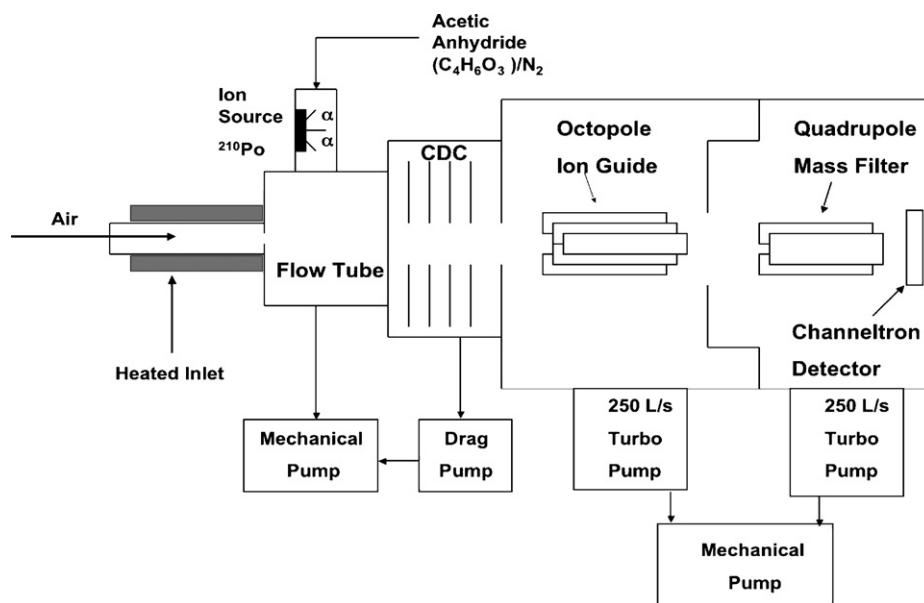 Acetic
Anhydride
(C₄H₆O₃ )/N₂
Ion
Source
²¹⁰Po
α
α
CDC
Octopole
Ion Guide
Quadrupole
Mass Filter
Air
Flow Tube
Heated Inlet
Channeltron
Detector
Mechanical
Pump
Drag
Pump
250 L/s
Turbo
Pump
250 L/s
Turbo
Pump
Mechanical
Pump